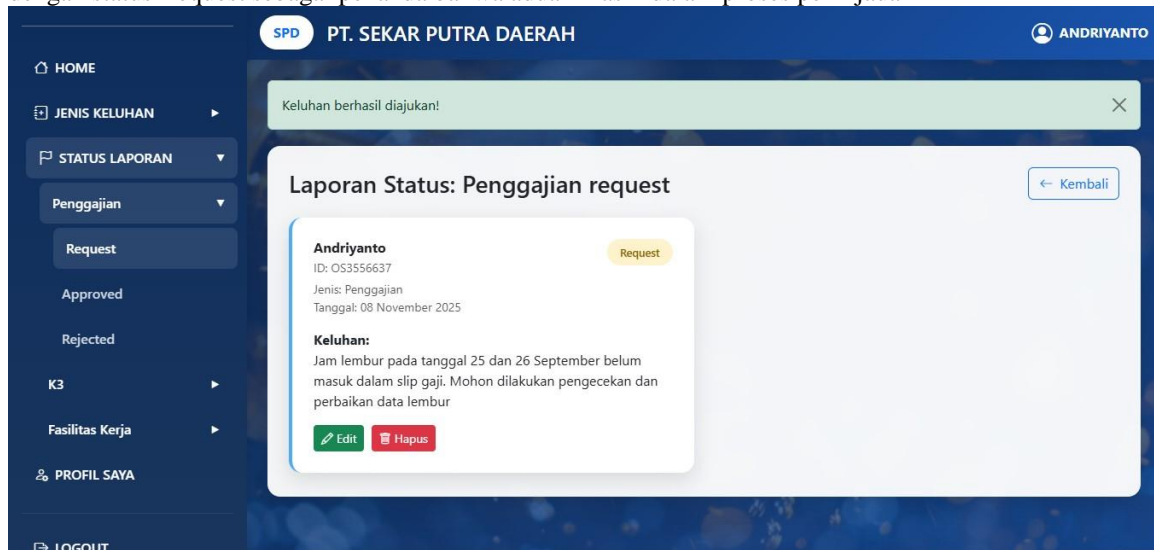 SPD PT. SEKAR PUTRA DAERAH
ANDRIYANTO
HOME
JENIS KELUHAN
STATUS LAPORAN
Penggajian
Request
Approved
Rejected
K3
Fasilitas Kerja
PROFIL SAYA
LOGOUT
Keluhan berhasil diajukan!
Laporan Status: Penggajian request
Kembali
Andriyanto
Request
ID: OS3556637
Jenis: Penggajian
Tanggal: 08 November 2025
Keluhan:
Jam lembur pada tanggal 25 dan 26 September belum
masuk dalam slip gaji. Mohon dilakukan pengecekan dan
perbaikan data lembur
Edit Hapus